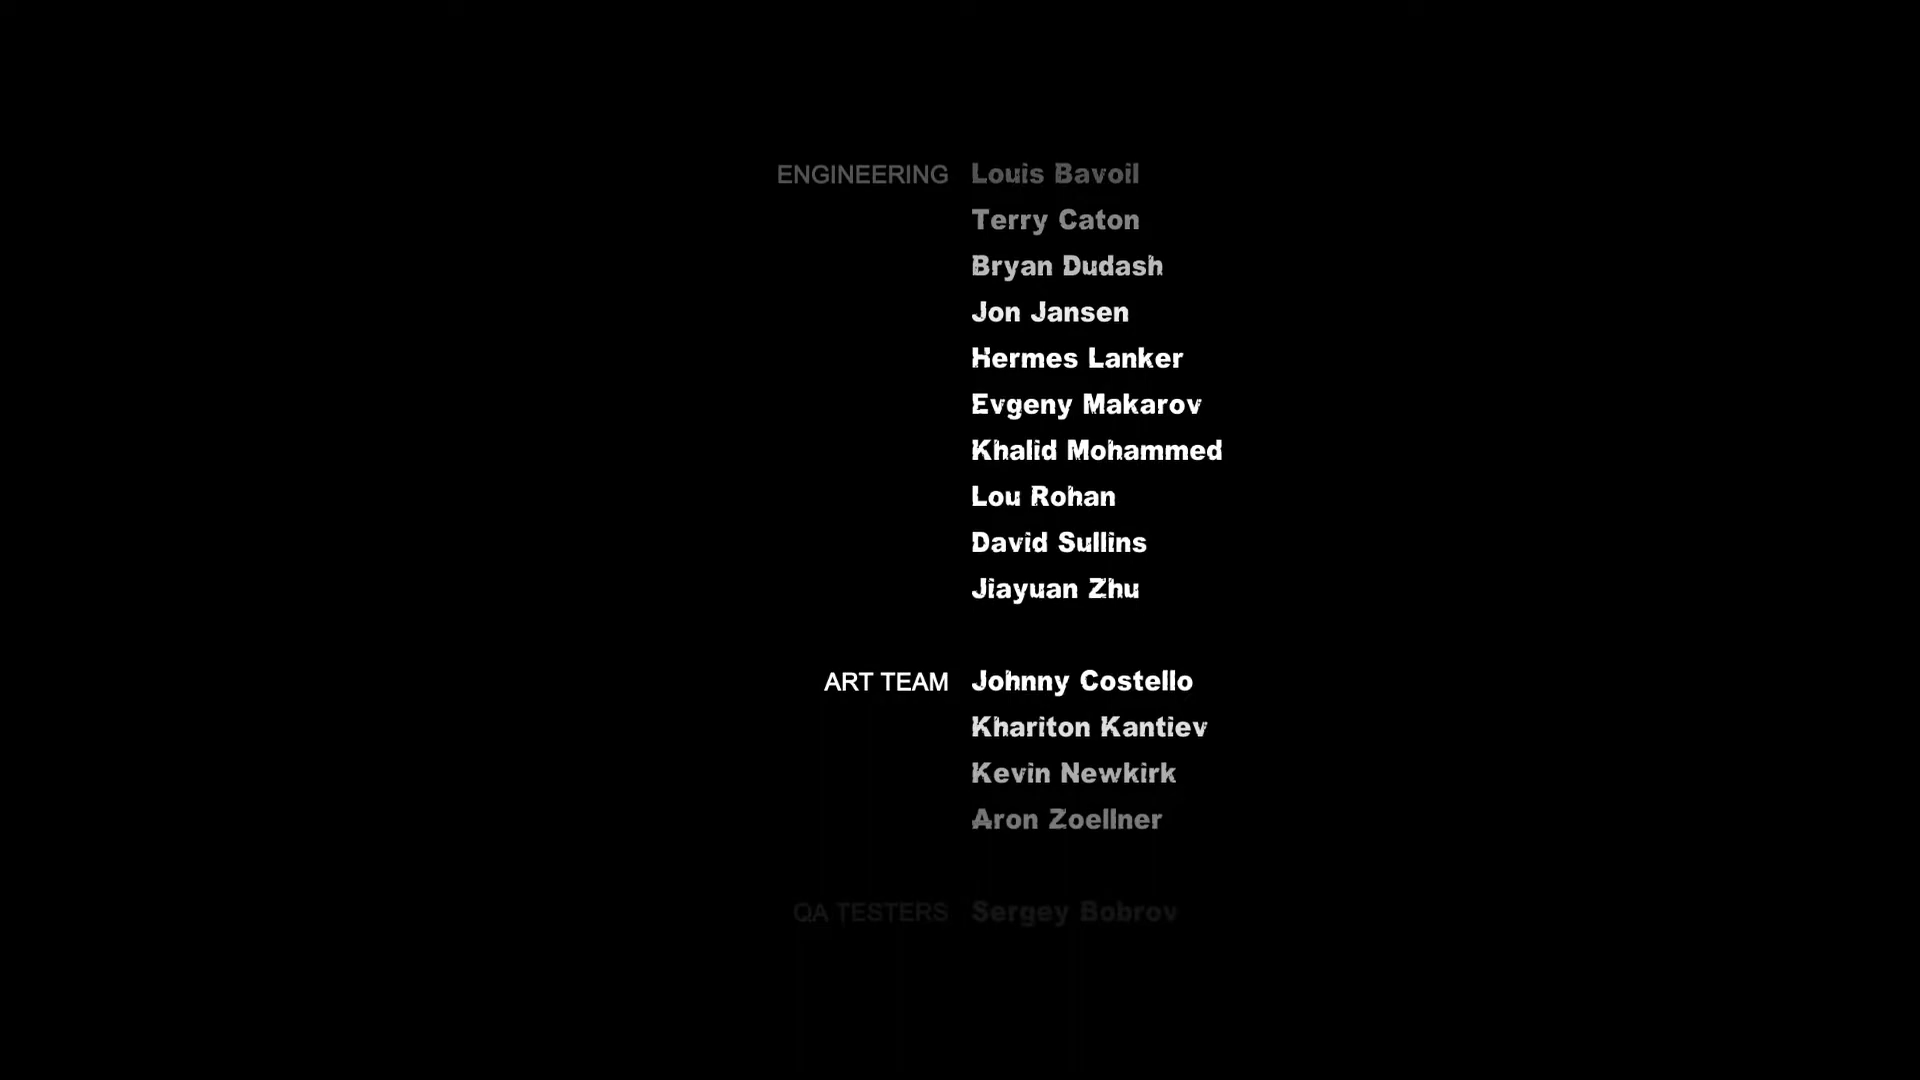 ENGINEERING Louis Bavoil
Terry Caton
Bryan Dudash
Jon Jansen
Hermes Lanker
Evgeny Makarov
Khalid Mohammed
Lou Rohan
David Sullins
Jiayuan Zhu
ART TEAM Johnny Costello
Khariton Kantiev
Kevin Newkirk
Aron Zoellner
QA TESTERS Sergey Bobrov